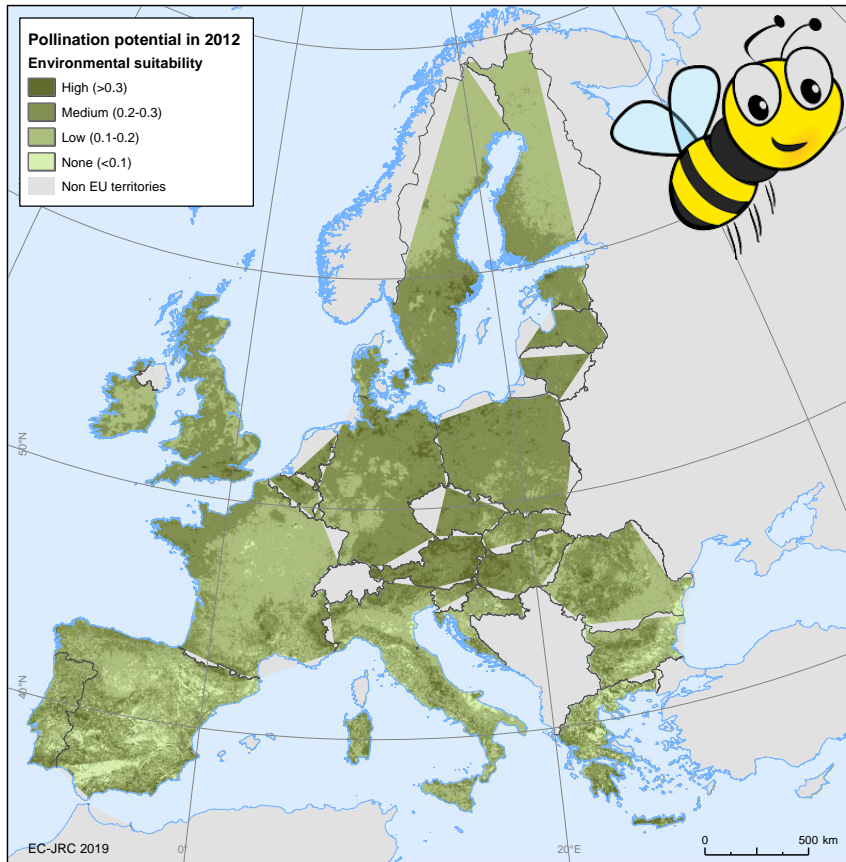 Pollination potential in 2012
Environmental suitability
High (>0.3)
Medium (0.2-0.3)
Low (0.1-0.2)
None (<0.1)
Non EU territories
50°N
40°N
EC-JRC 2019
0°
20°E
0 500 km